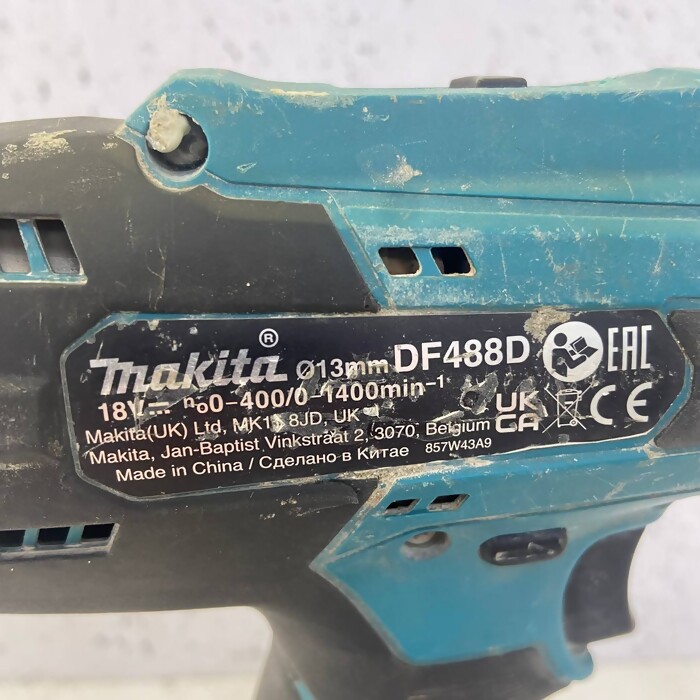 makita® Ø13mm DF488D EAC
18V⎓ n₀0-400/0-1400min⁻¹
Makita(UK) Ltd, MK15 8JD, UK
Makita, Jan-Baptist Vinkstraat 2, 3070, Belgium
UK CA CE
Made in China / Сделано в Китае 857W43A9